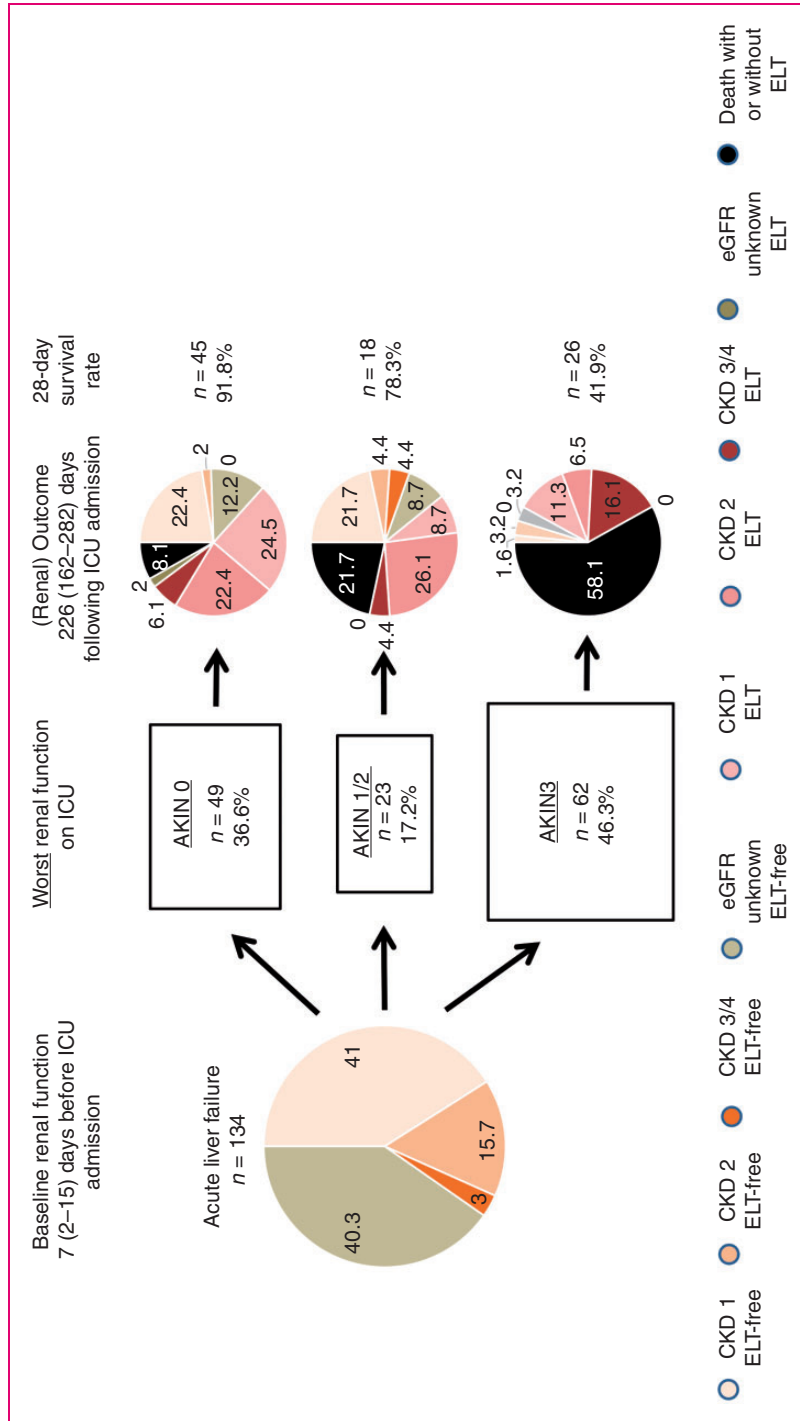 Baseline renal function
7 (2–15) days before ICU
admission
Worst renal function
on ICU
(Renal) Outcome
226 (162–282) days
following ICU admission
28-day
survival
rate
Acute liver failure
n = 134
41
15.7
3
40.3
AKIN 0
n = 49
36.6%
22.4
2
0
12.2
24.5
22.4
6.1
2
8.1
n = 45
91.8%
AKIN 1/2
n = 23
17.2%
21.7
4.4
4.4
8.7
8.7
26.1
4.4
0
21.7
n = 18
78.3%
AKIN3
n = 62
46.3%
1.6
3.2
0
3.2
11.3
6.5
16.1
0
58.1
n = 26
41.9%
CKD 1
ELT-free
CKD 2
ELT-free
CKD 3/4
ELT-free
eGFR
unknown
ELT-free
CKD 1
ELT
CKD 2
ELT
CKD 3/4
ELT
eGFR
unknown
ELT
Death with
or without
ELT